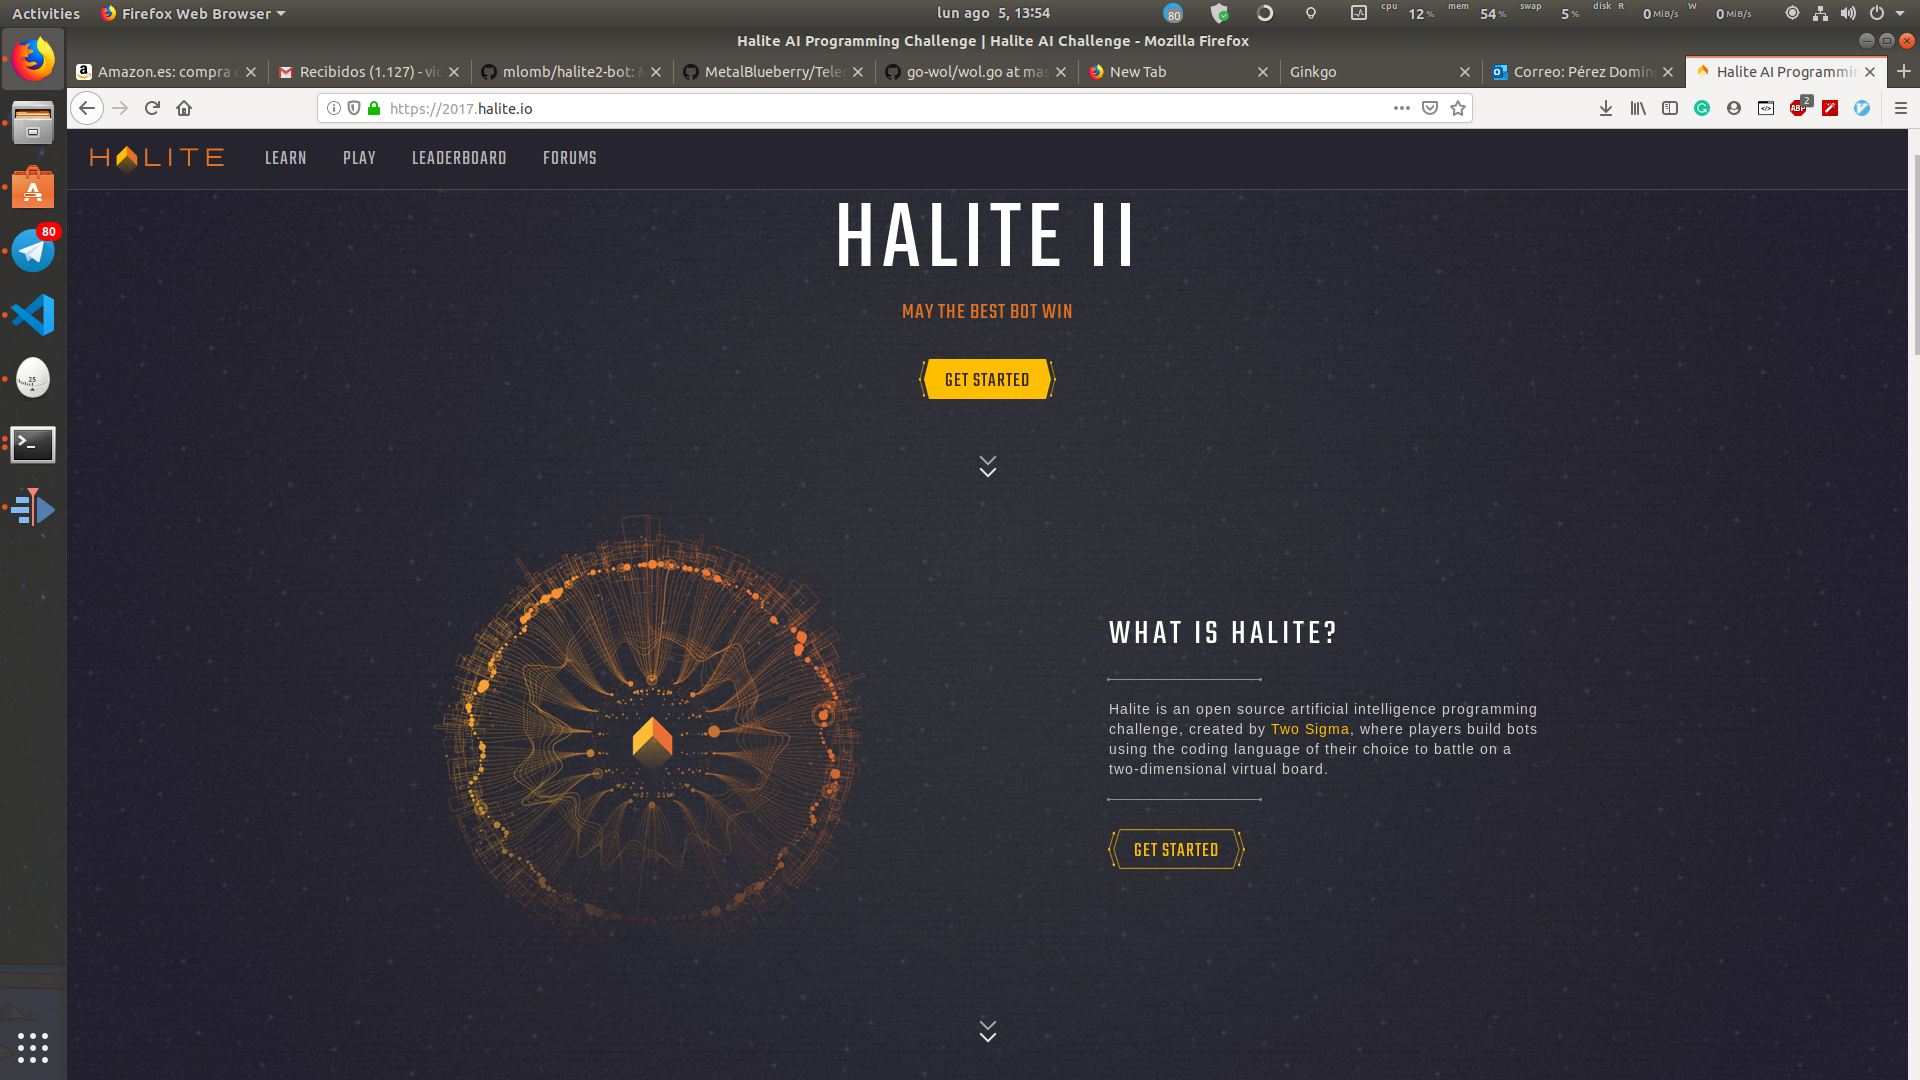 Activities
Firefox Web Browser
lun ago 5, 13:54
80
cpu 12 %
mem 54 %
swap 5 %
disk R 0 MiB/s
W 0 MiB/s
Halite AI Programming Challenge | Halite AI Challenge - Mozilla Firefox
Amazon.es: compra
Recibidos (1.127) - vic
mlomb/halite2-bot:
MetalBlueberry/Tele
go-wol/wol.go at mas
New Tab
Ginkgo
Correo: Pérez Doming
Halite AI Programmin
https://2017.halite.io
ABP
2
80
25
HALITE
LEARN
PLAY
LEADERBOARD
FORUMS
HALITE II
MAY THE BEST BOT WIN
GET STARTED
WHAT IS HALITE?
Halite is an open source artificial intelligence programming
challenge, created by Two Sigma, where players build bots
using the coding language of their choice to battle on a
two-dimensional virtual board.
GET STARTED